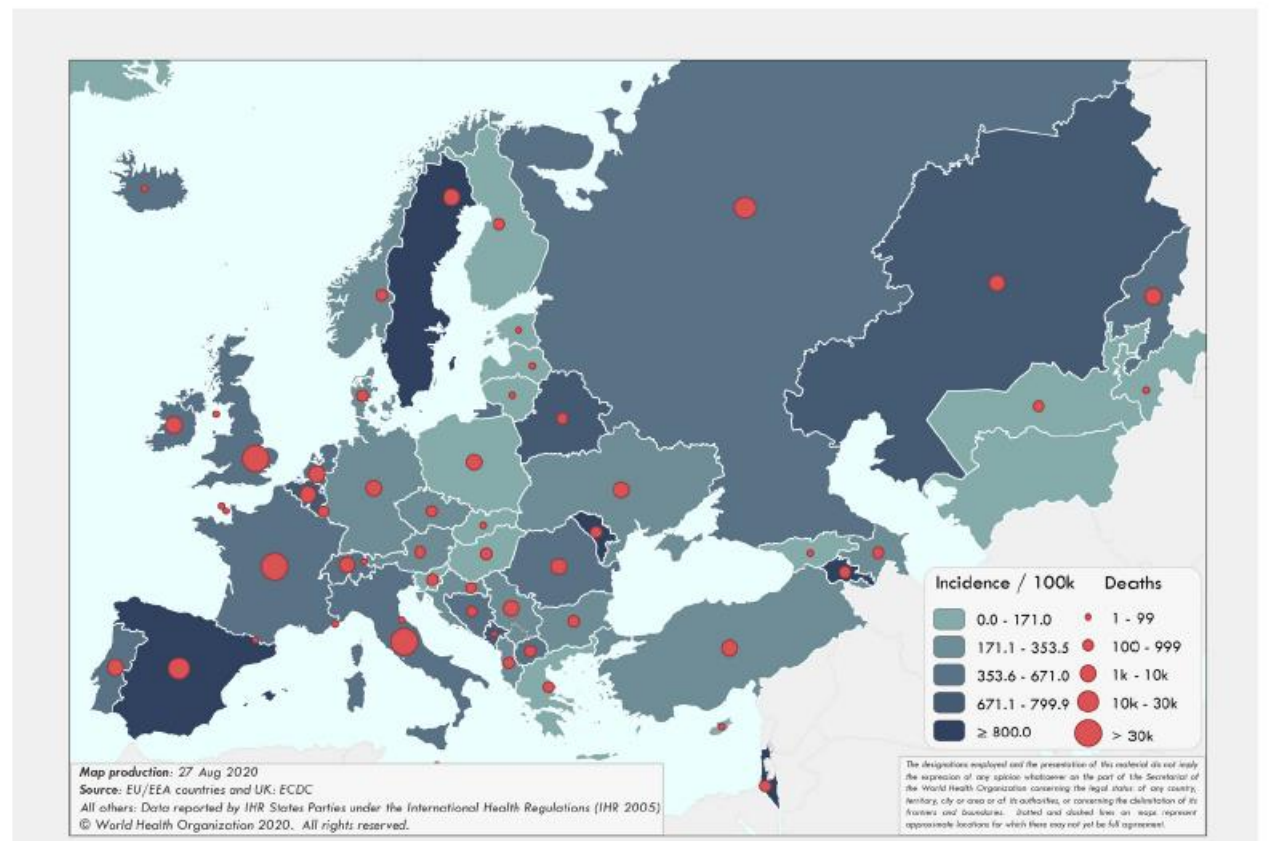 Incidence / 100k Deaths
0.0 - 171.0 1 - 99
171.1 - 353.5 100 - 999
353.6 - 671.0 1k - 10k
671.1 - 799.9 10k - 30k
≥ 800.0 > 30k
Map production: 27 Aug 2020
Source: EU/EEA countries and UK: ECDC
All others: Data reported by IHR States Parties under the International Health Regulations (IHR 2005)
© World Health Organization 2020. All rights reserved.
The designations employed and the presentation of this material do not imply
the expression of any opinion whatsoever on the part of the Secretariat of
the World Health Organization concerning the legal status of any country,
territory, city or area or of its authorities, or concerning the delimitation of its
frontiers and boundaries. Dotted and dashed lines on maps represent
approximate locations for which there may not yet be full agreement.